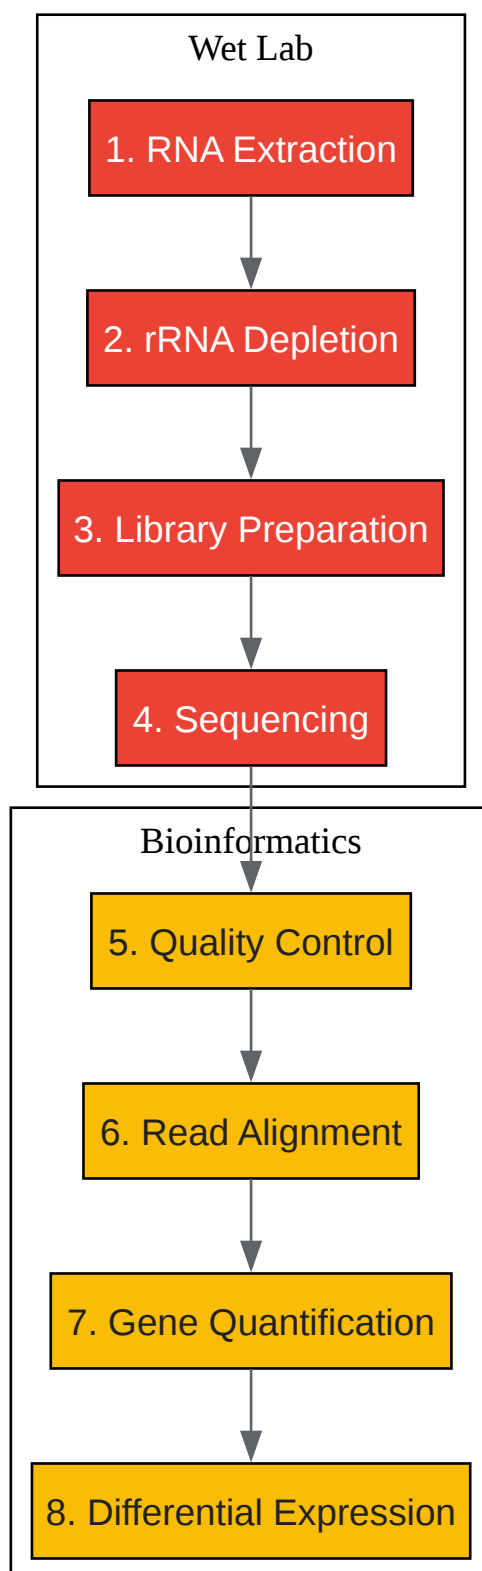 Wet Lab
1. RNA Extraction
2. rRNA Depletion
3. Library Preparation
4. Sequencing
Bioinformatics
5. Quality Control
6. Read Alignment
7. Gene Quantification
8. Differential Expression